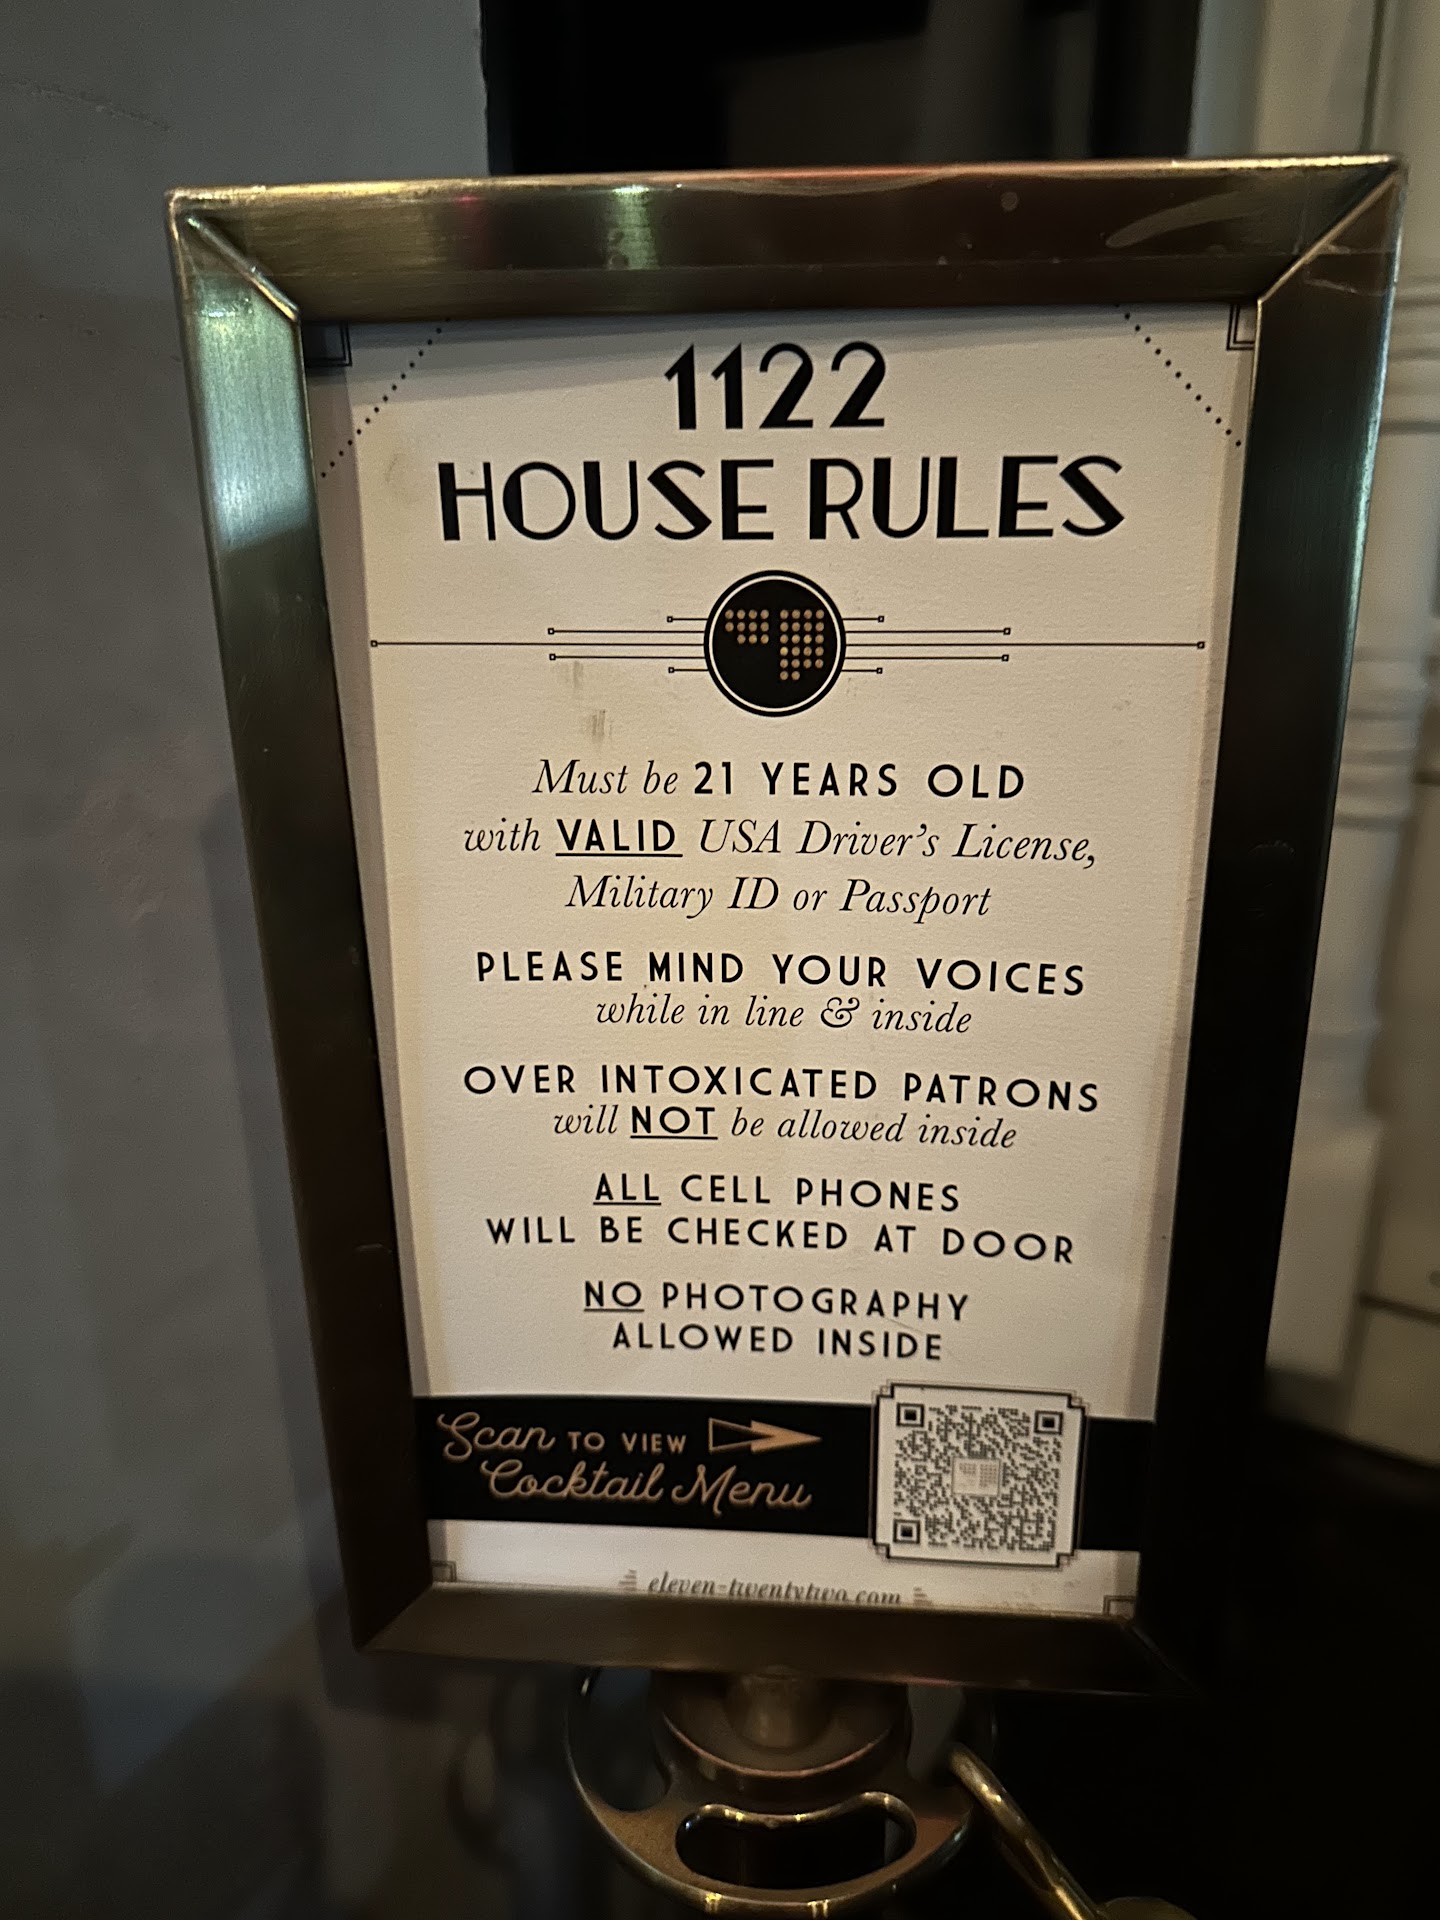 1122
HOUSE RULES
Must be 21 YEARS OLD
with VALID USA Driver's License,
Military ID or Passport
PLEASE MIND YOUR VOICES
while in line & inside
OVER INTOXICATED PATRONS
will NOT be allowed inside
ALL CELL PHONES
WILL BE CHECKED AT DOOR
NO PHOTOGRAPHY
ALLOWED INSIDE
Scan TO VIEW
Cocktail Menu
eleven-twentytwo.com